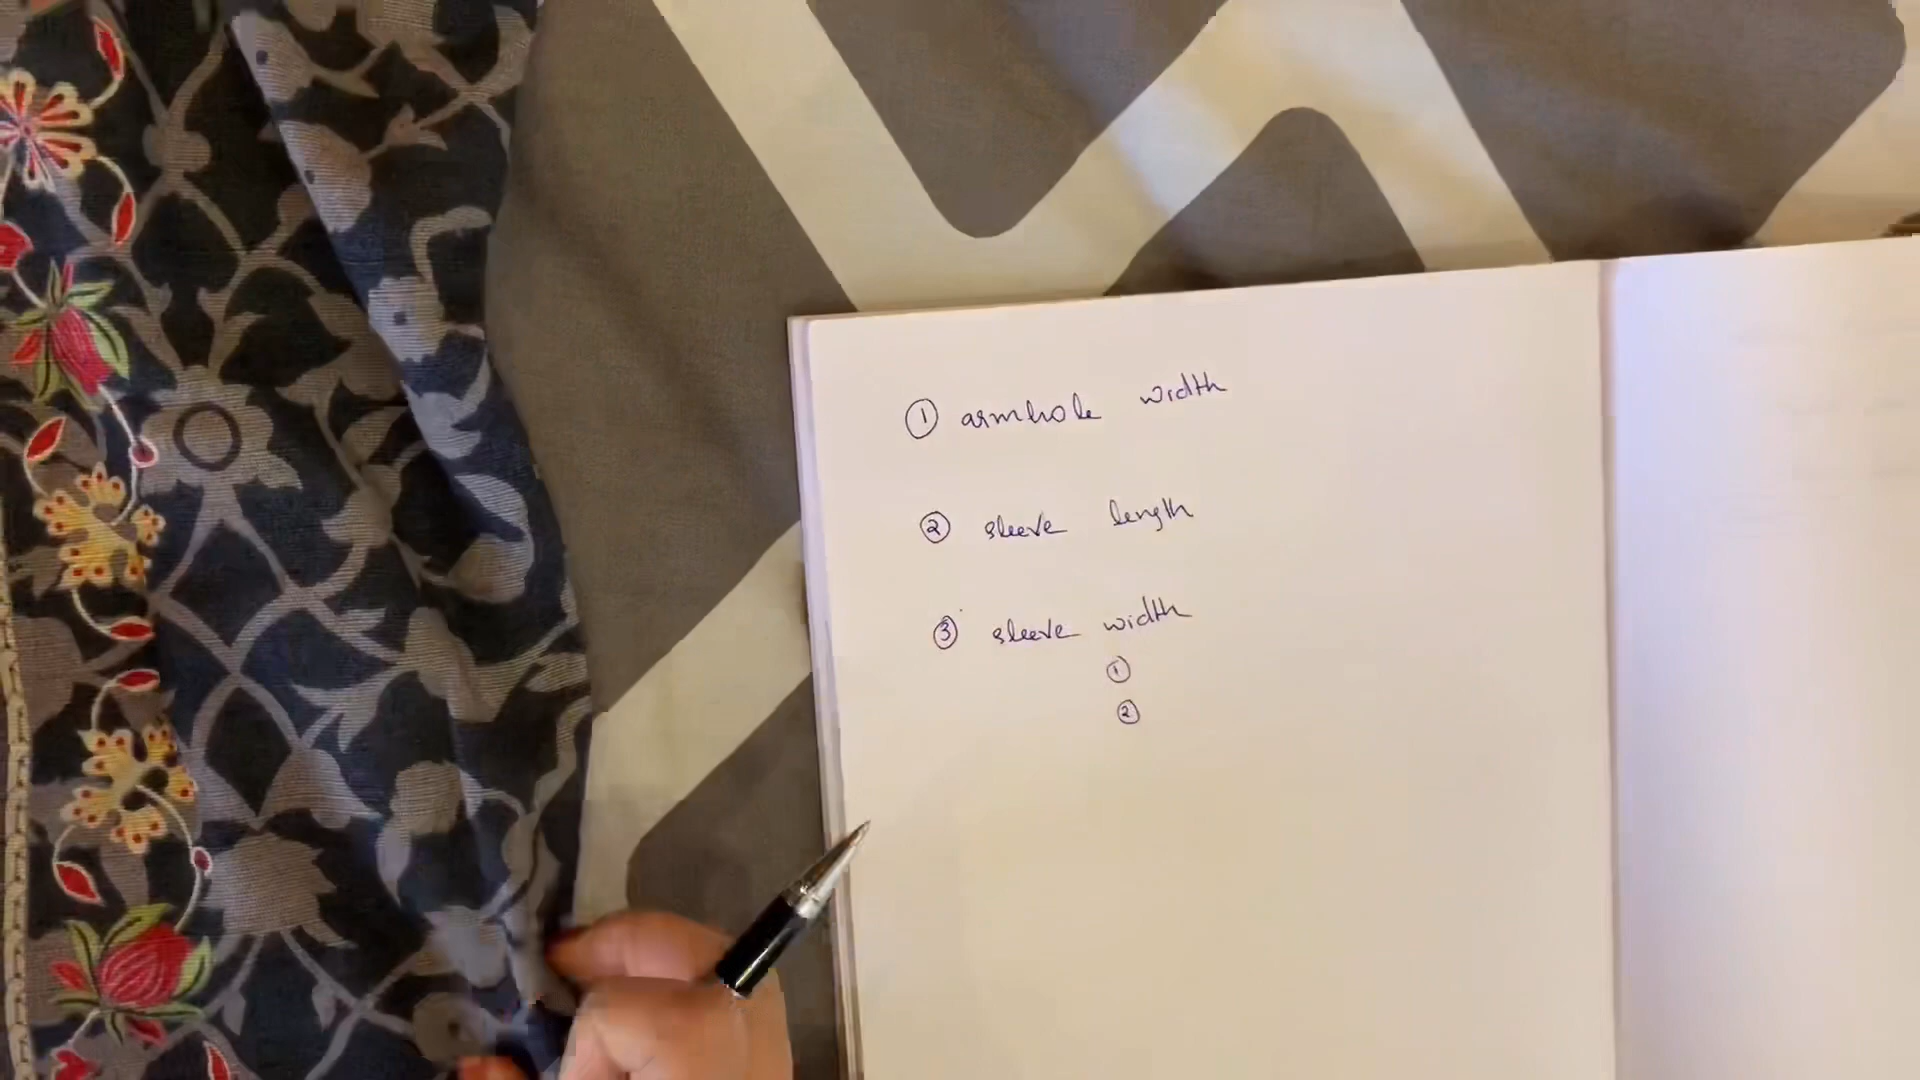 ① armhole width
② sleeve length
③ sleeve width
①
②